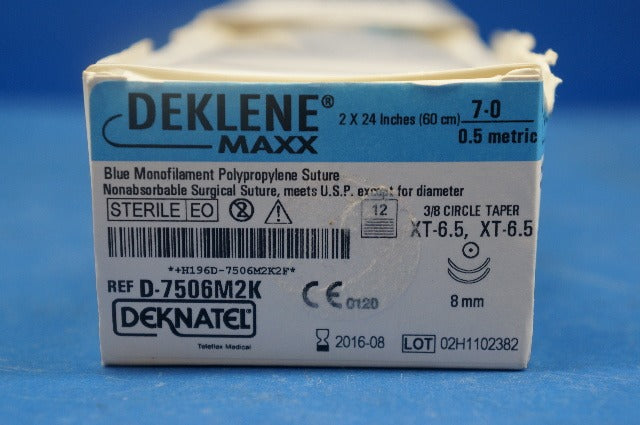 DEKLENE®
MAXX
2 X 24 Inches (60 cm) 7-0
0.5 metric
Blue Monofilament Polypropylene Suture
Nonabsorbable Surgical Suture, meets U.S.P. except for diameter
STERILE EO 2 12
3/8 CIRCLE TAPER
XT-6.5, XT-6.5
*+H196D-7506M2K2F*
REF D-7506M2K
CE 0120
8 mm
DEKNATEL®
Teleflex Medical
2016-08 LOT 02H1102382